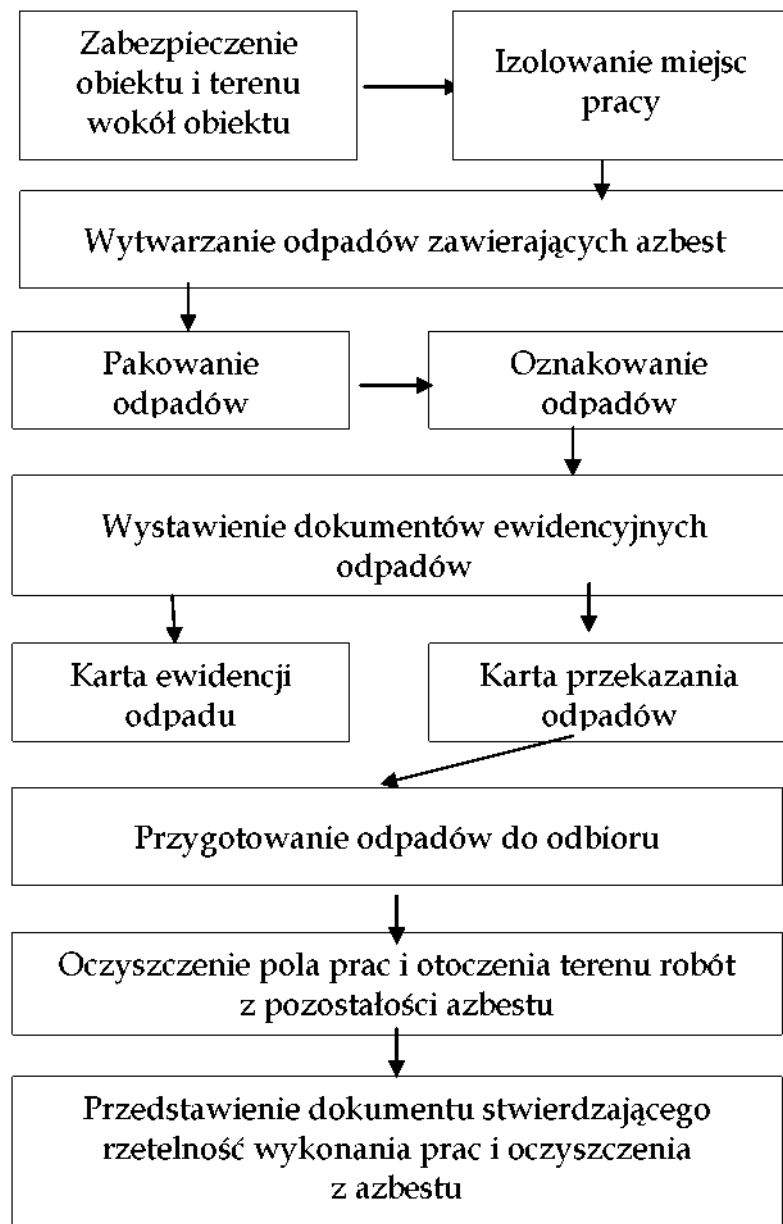 Zabezpieczenie
obiektu i terenu
wokół obiektu
Izolowanie miejsc
pracy
Wytwarzanie odpadów zawierających azbest
Pakowanie
odpadów
Oznakowanie
odpadów
Wystawienie dokumentów ewidencyjnych
odpadów
Karta ewidencji
odpadu
Karta przekazania
odpadów
Przygotowanie odpadów do odbioru
Oczyszczenie pola prac i otoczenia terenu robót
z pozostałości azbestu
Przedstawienie dokumentu stwierdzającego
rzetelność wykonania prac i oczyszczenia
z azbestu